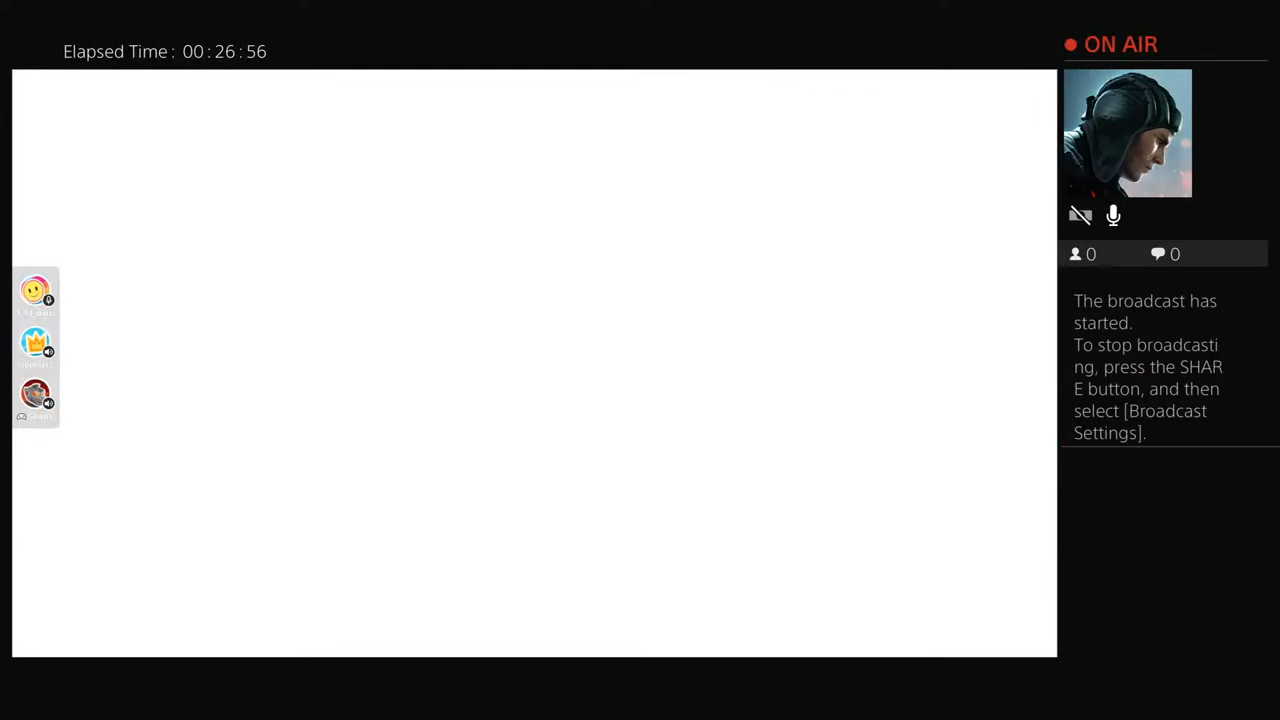 Elapsed Time: 00:26:56
ON AIR
0
0
The broadcast has
started.
To stop broadcasti
ng, press the SHAR
E button, and then
select [Broadcast
Settings].